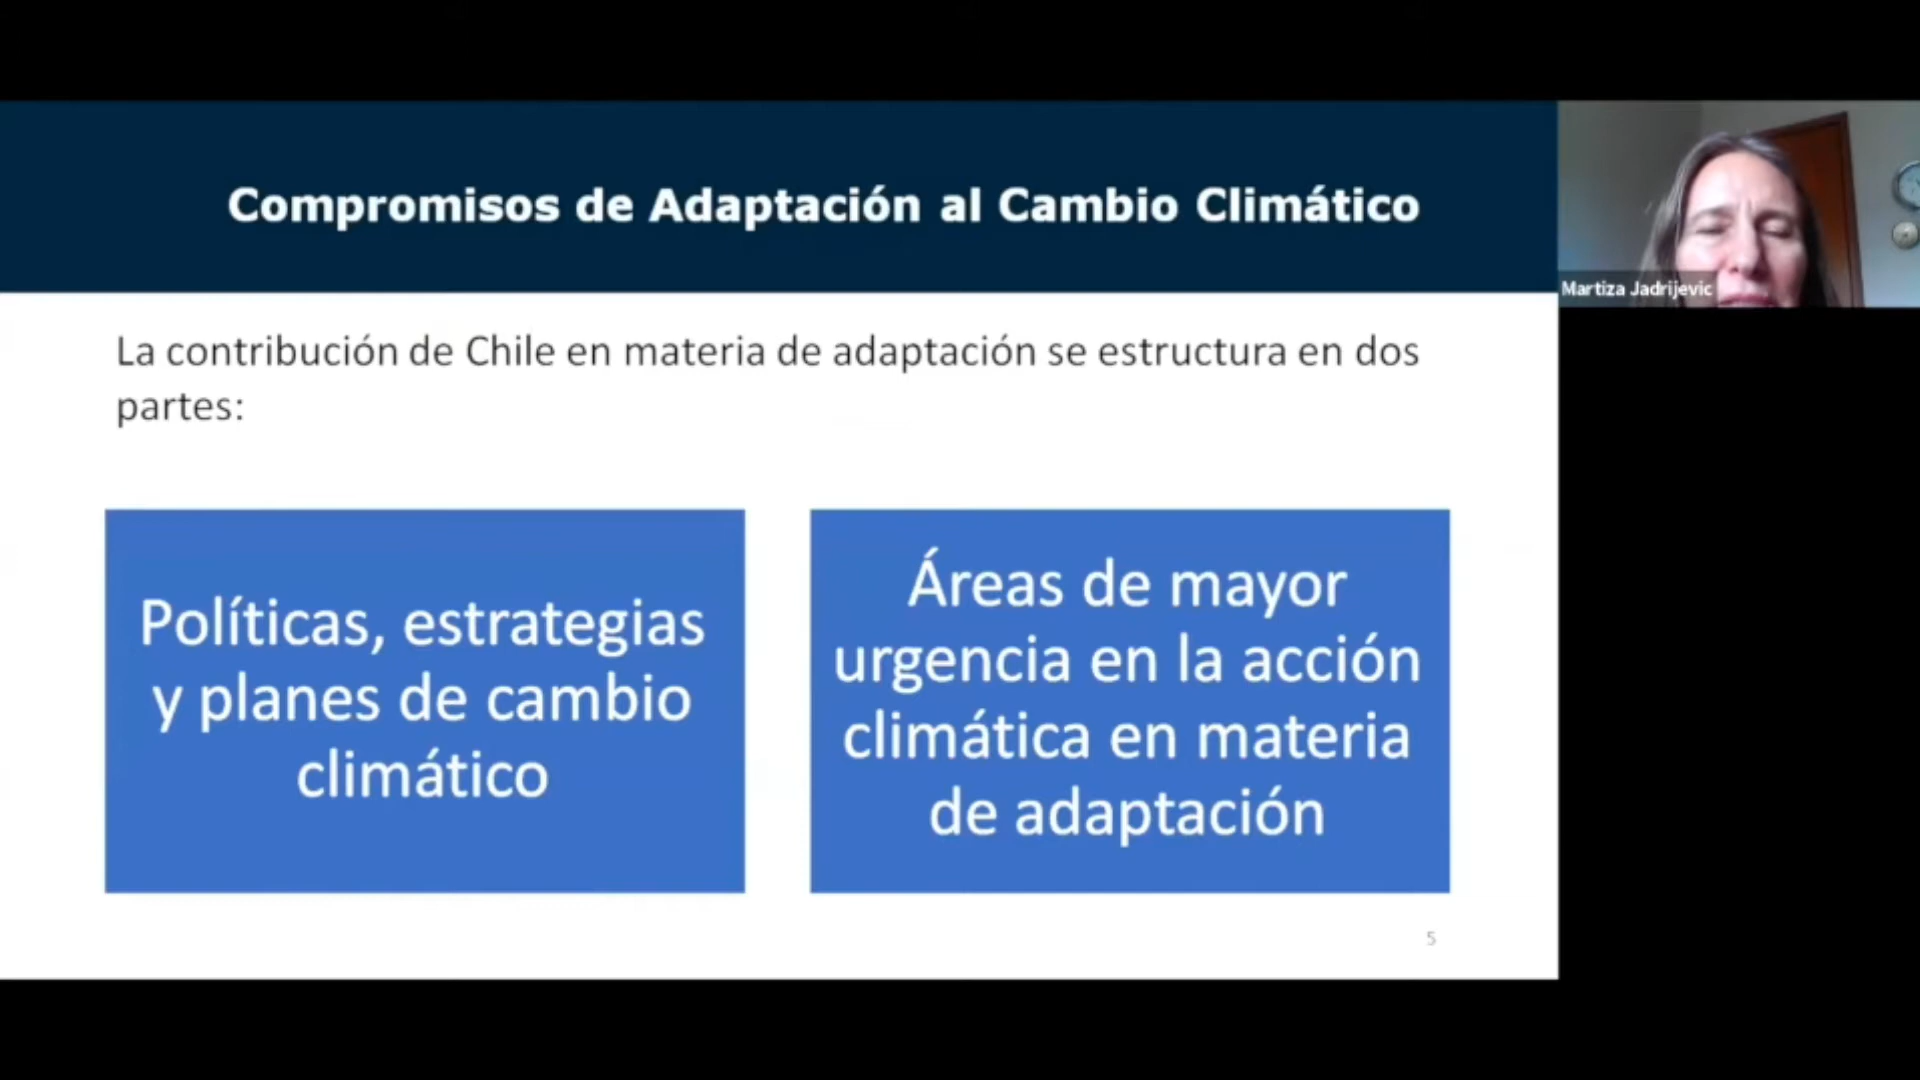 Compromisos de Adaptación al Cambio Climático
Martiza Jadrijevic
La contribución de Chile en materia de adaptación se estructura en dos
partes:
Políticas, estrategias
y planes de cambio
climático
Áreas de mayor
urgencia en la acción
climática en materia
de adaptación
5